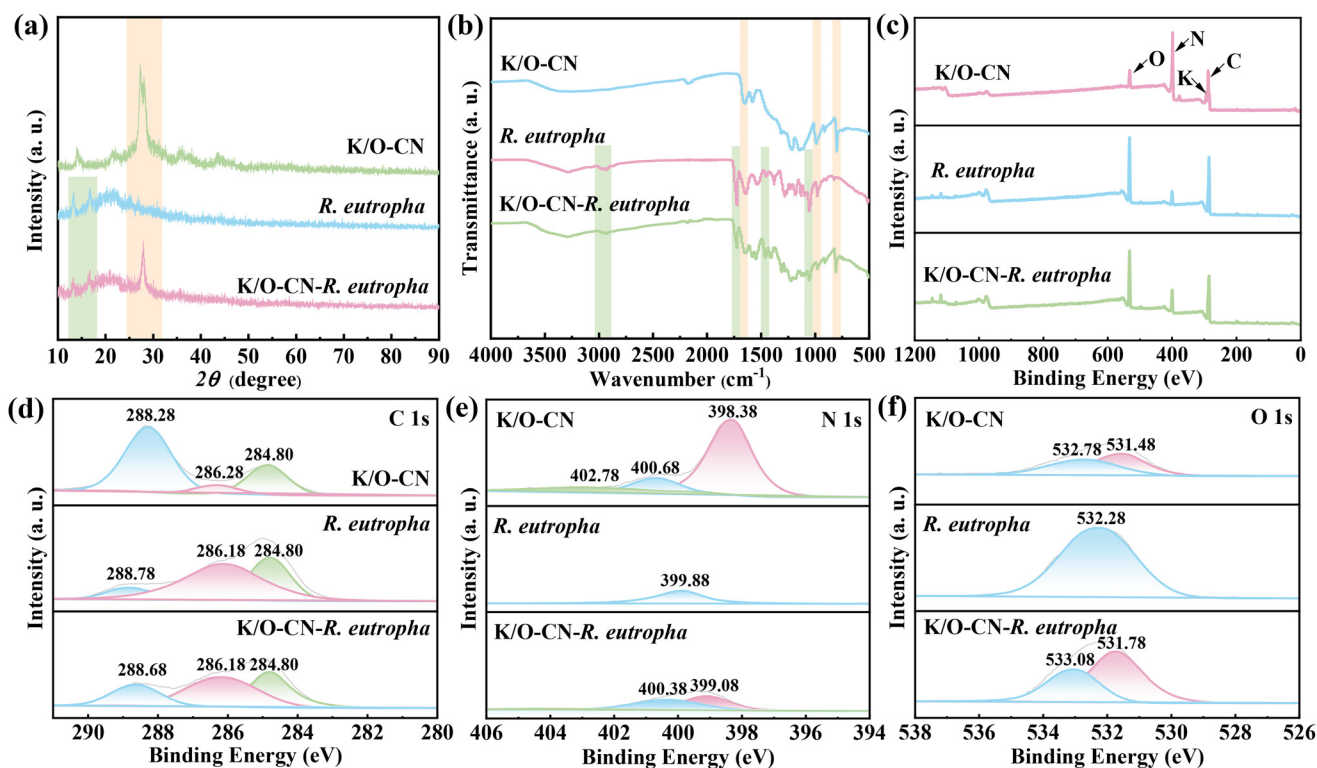 (a)
Intensity (a. u.)
K/O-CN
R. eutropha
K/O-CN-R. eutropha
10 20 30 40 50 60 70 80 90
2θ (degree)
(b)
Transmittance (a. u.)
K/O-CN
R. eutropha
K/O-CN-R. eutropha
4000 3500 3000 2500 2000 1500 1000 500
Wavenumber (cm⁻¹)
(c)
Intensity (a. u.)
K/O-CN
O
N
K
C
R. eutropha
K/O-CN-R. eutropha
1200 1000 800 600 400 200 0
Binding Energy (eV)
(d)
Intensity (a. u.)
C 1s
288.28
286.28
284.80
K/O-CN
R. eutropha
288.78
286.18
284.80
K/O-CN-R. eutropha
288.68
286.18
284.80
290 288 286 284 282 280
Binding Energy (eV)
(e)
Intensity (a. u.)
N 1s
K/O-CN
402.78
400.68
398.38
R. eutropha
399.88
K/O-CN-R. eutropha
400.38
399.08
406 404 402 400 398 396 394
Binding Energy (eV)
(f)
Intensity (a. u.)
O 1s
K/O-CN
532.78
531.48
R. eutropha
532.28
K/O-CN-R. eutropha
533.08
531.78
538 536 534 532 530 528 526
Binding Energy (eV)